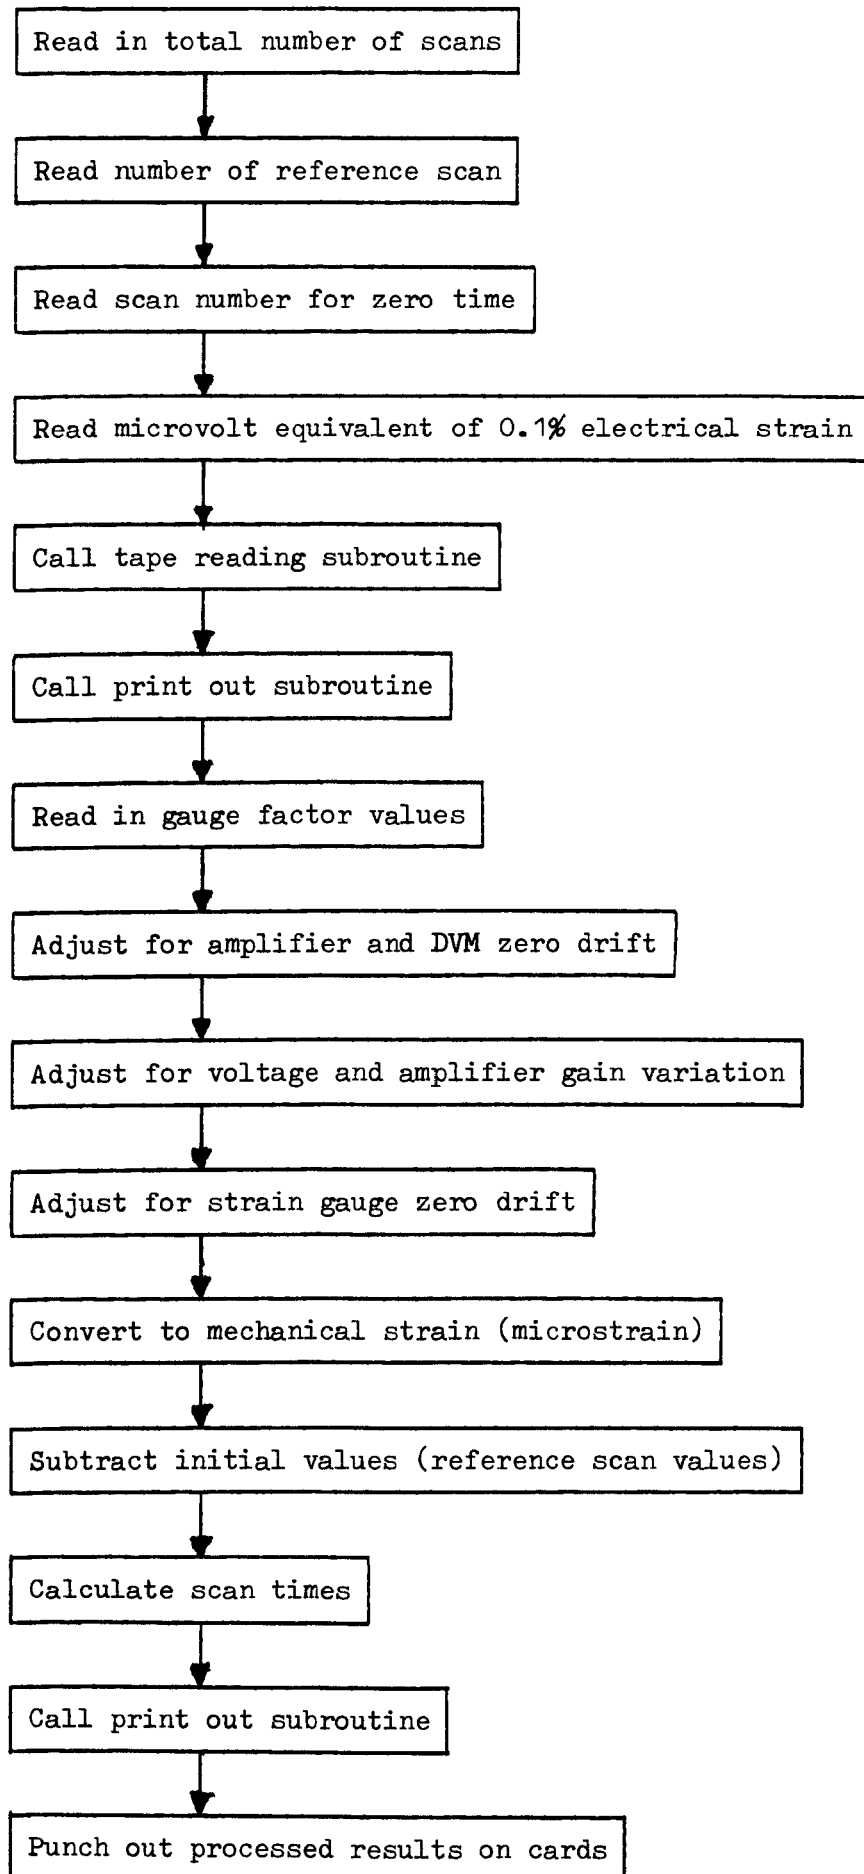 Read in total number of scans
Read number of reference scan
Read scan number for zero time
Read microvolt equivalent of 0.1% electrical strain
Call tape reading subroutine
Call print out subroutine
Read in gauge factor values
Adjust for amplifier and DVM zero drift
Adjust for voltage and amplifier gain variation
Adjust for strain gauge zero drift
Convert to mechanical strain (microstrain)
Subtract initial values (reference scan values)
Calculate scan times
Call print out subroutine
Punch out processed results on cards